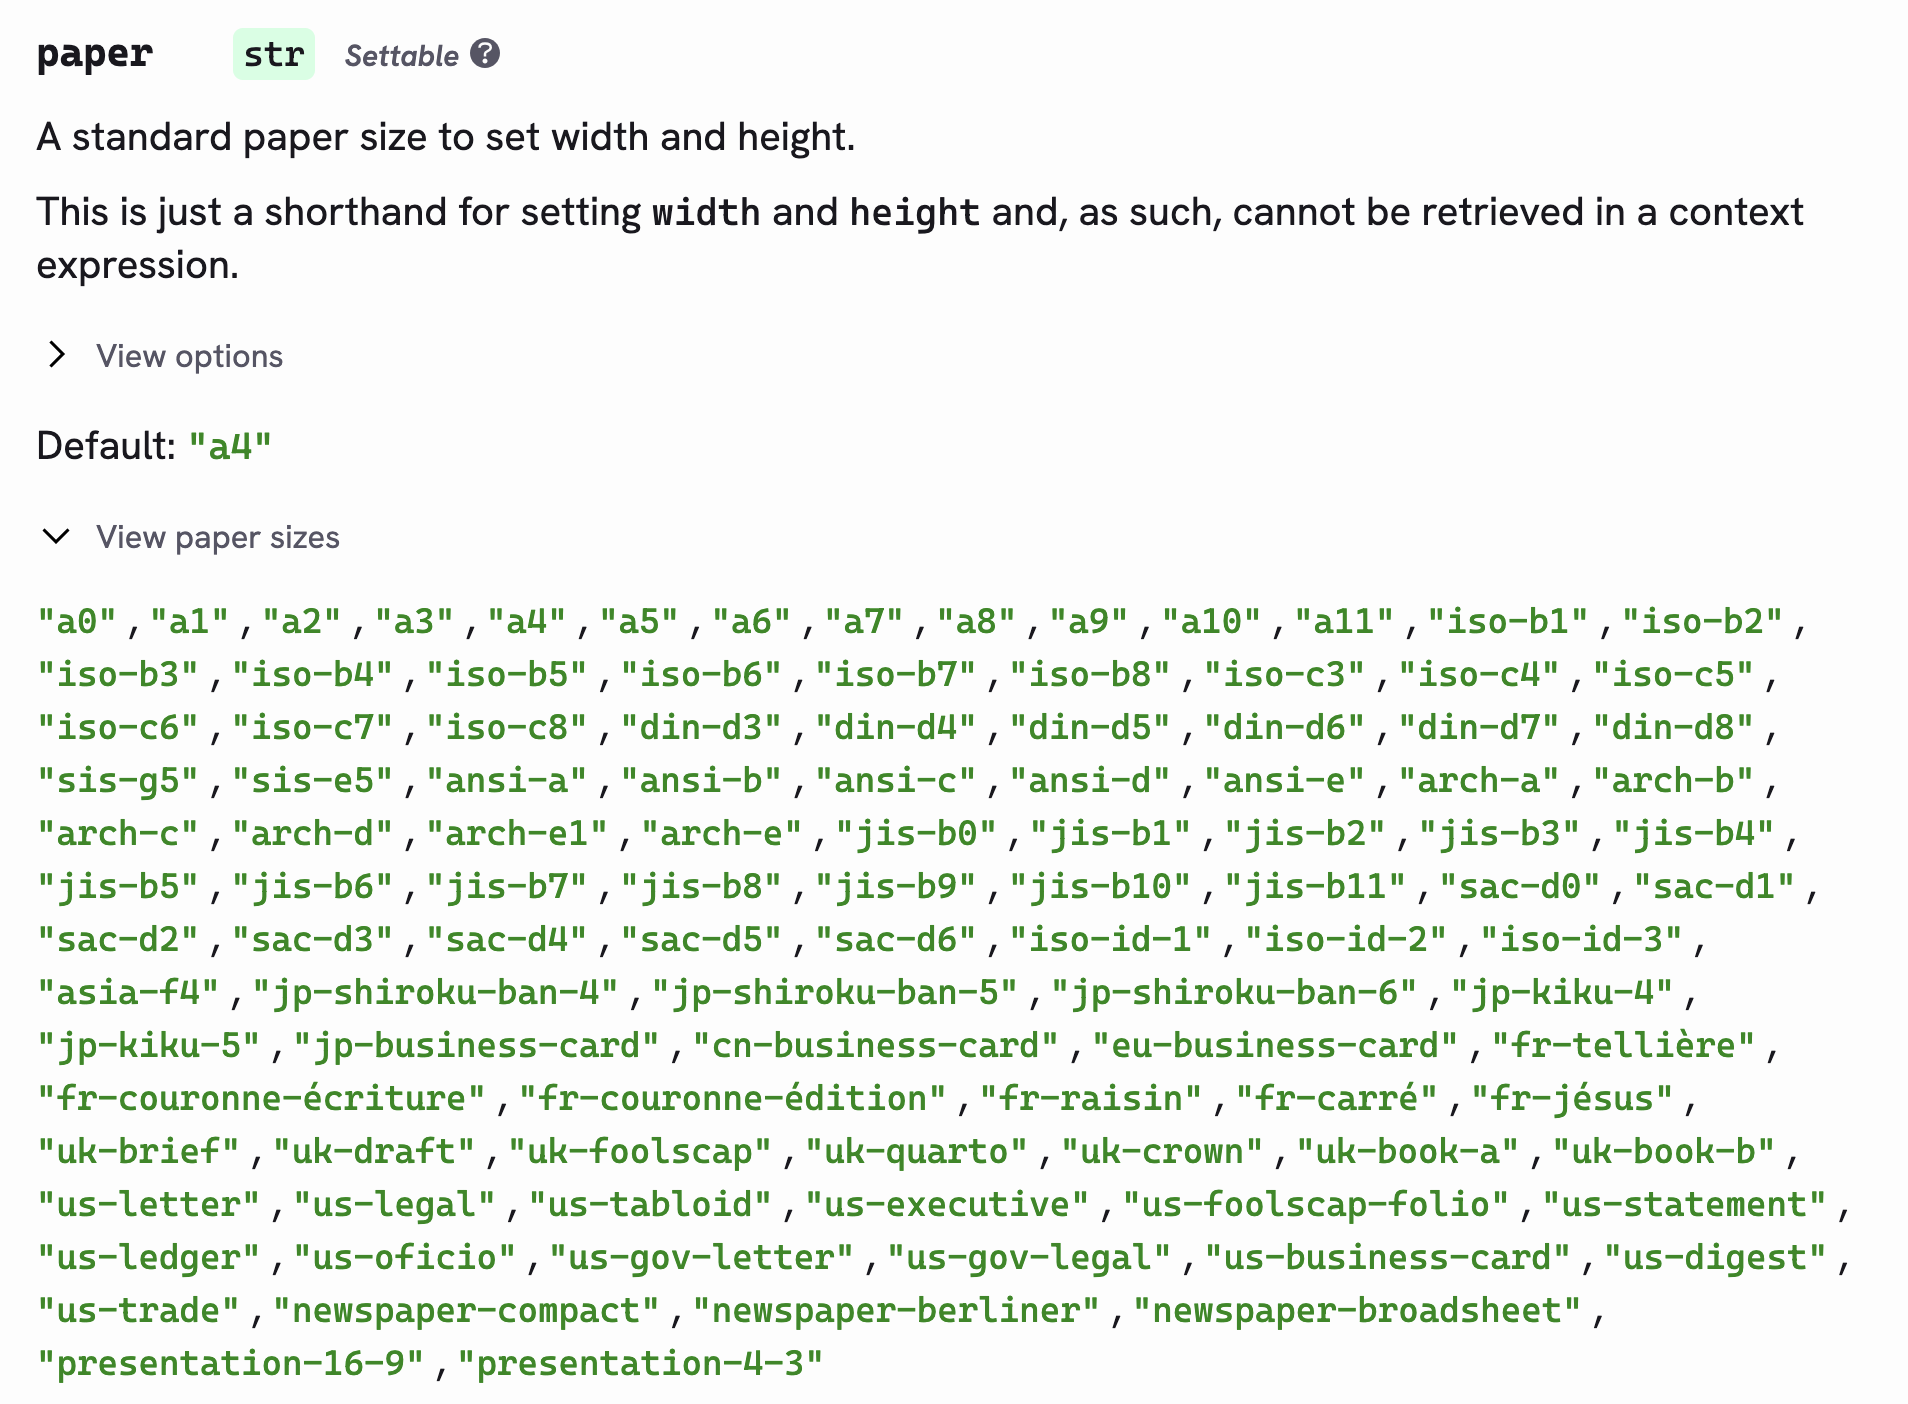 paper str Settable ?
A standard paper size to set width and height.
This is just a shorthand for setting width and height and, as such, cannot be retrieved in a context
expression.
View options
Default: "a4"
View paper sizes
"a0","a1","a2","a3","a4","a5","a6","a7","a8","a9","a10","a11","iso-b1","iso-b2",
"iso-b3","iso-b4","iso-b5","iso-b6","iso-b7","iso-b8","iso-c3","iso-c4","iso-c5",
"iso-c6","iso-c7","iso-c8","din-d3","din-d4","din-d5","din-d6","din-d7","din-d8",
"sis-g5","sis-e5","ansi-a","ansi-b","ansi-c","ansi-d","ansi-e","arch-a","arch-b",
"arch-c","arch-d","arch-e1","arch-e","jis-b0","jis-b1","jis-b2","jis-b3","jis-b4",
"jis-b5","jis-b6","jis-b7","jis-b8","jis-b9","jis-b10","jis-b11","sac-d0","sac-d1",
"sac-d2","sac-d3","sac-d4","sac-d5","sac-d6","iso-id-1","iso-id-2","iso-id-3",
"asia-f4","jp-shiroku-ban-4","jp-shiroku-ban-5","jp-shiroku-ban-6","jp-kiku-4",
"jp-kiku-5","jp-business-card","cn-business-card","eu-business-card","fr-tellière",
"fr-couronne-écriture","fr-couronne-édition","fr-raisin","fr-carré","fr-jésus",
"uk-brief","uk-draft","uk-foolscap","uk-quarto","uk-crown","uk-book-a","uk-book-b",
"us-letter","us-legal","us-tabloid","us-executive","us-foolscap-folio","us-statement",
"us-ledger","us-oficio","us-gov-letter","us-gov-legal","us-business-card","us-digest",
"us-trade","newspaper-compact","newspaper-berliner","newspaper-broadsheet",
"presentation-16-9","presentation-4-3"